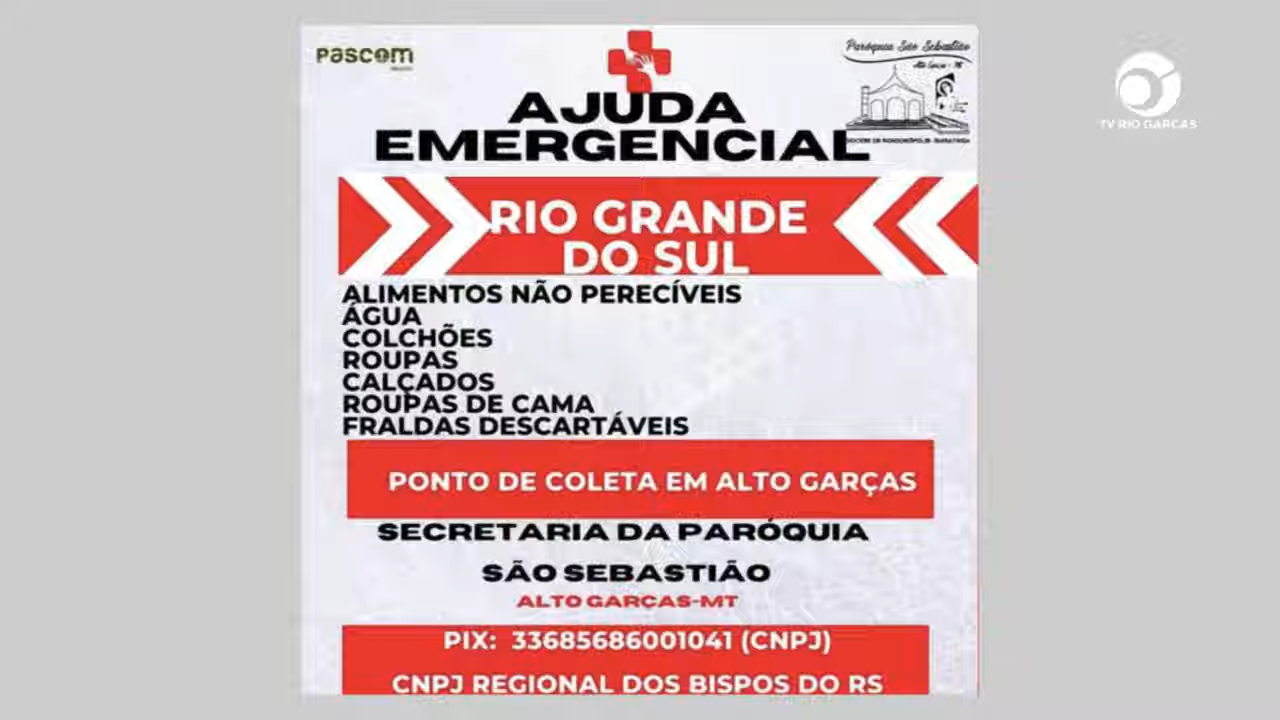 PASCOM
Paróquia São Sebastião
AJUDA
EMERGENCIAL
TV RIO GARÇAS
RIO GRANDE
DO SUL
ALIMENTOS NÃO PERECÍVEIS
ÁGUA
COLCHÕES
ROUPAS
CALÇADOS
ROUPAS DE CAMA
FRALDAS DESCARTÁVEIS
PONTO DE COLETA EM ALTO GARÇAS
SECRETARIA DA PARÓQUIA
SÃO SEBASTIÃO
ALTO GARÇAS-MT
PIX: 33685686001041 (CNPJ)
CNPJ REGIONAL DOS BISPOS DO RS